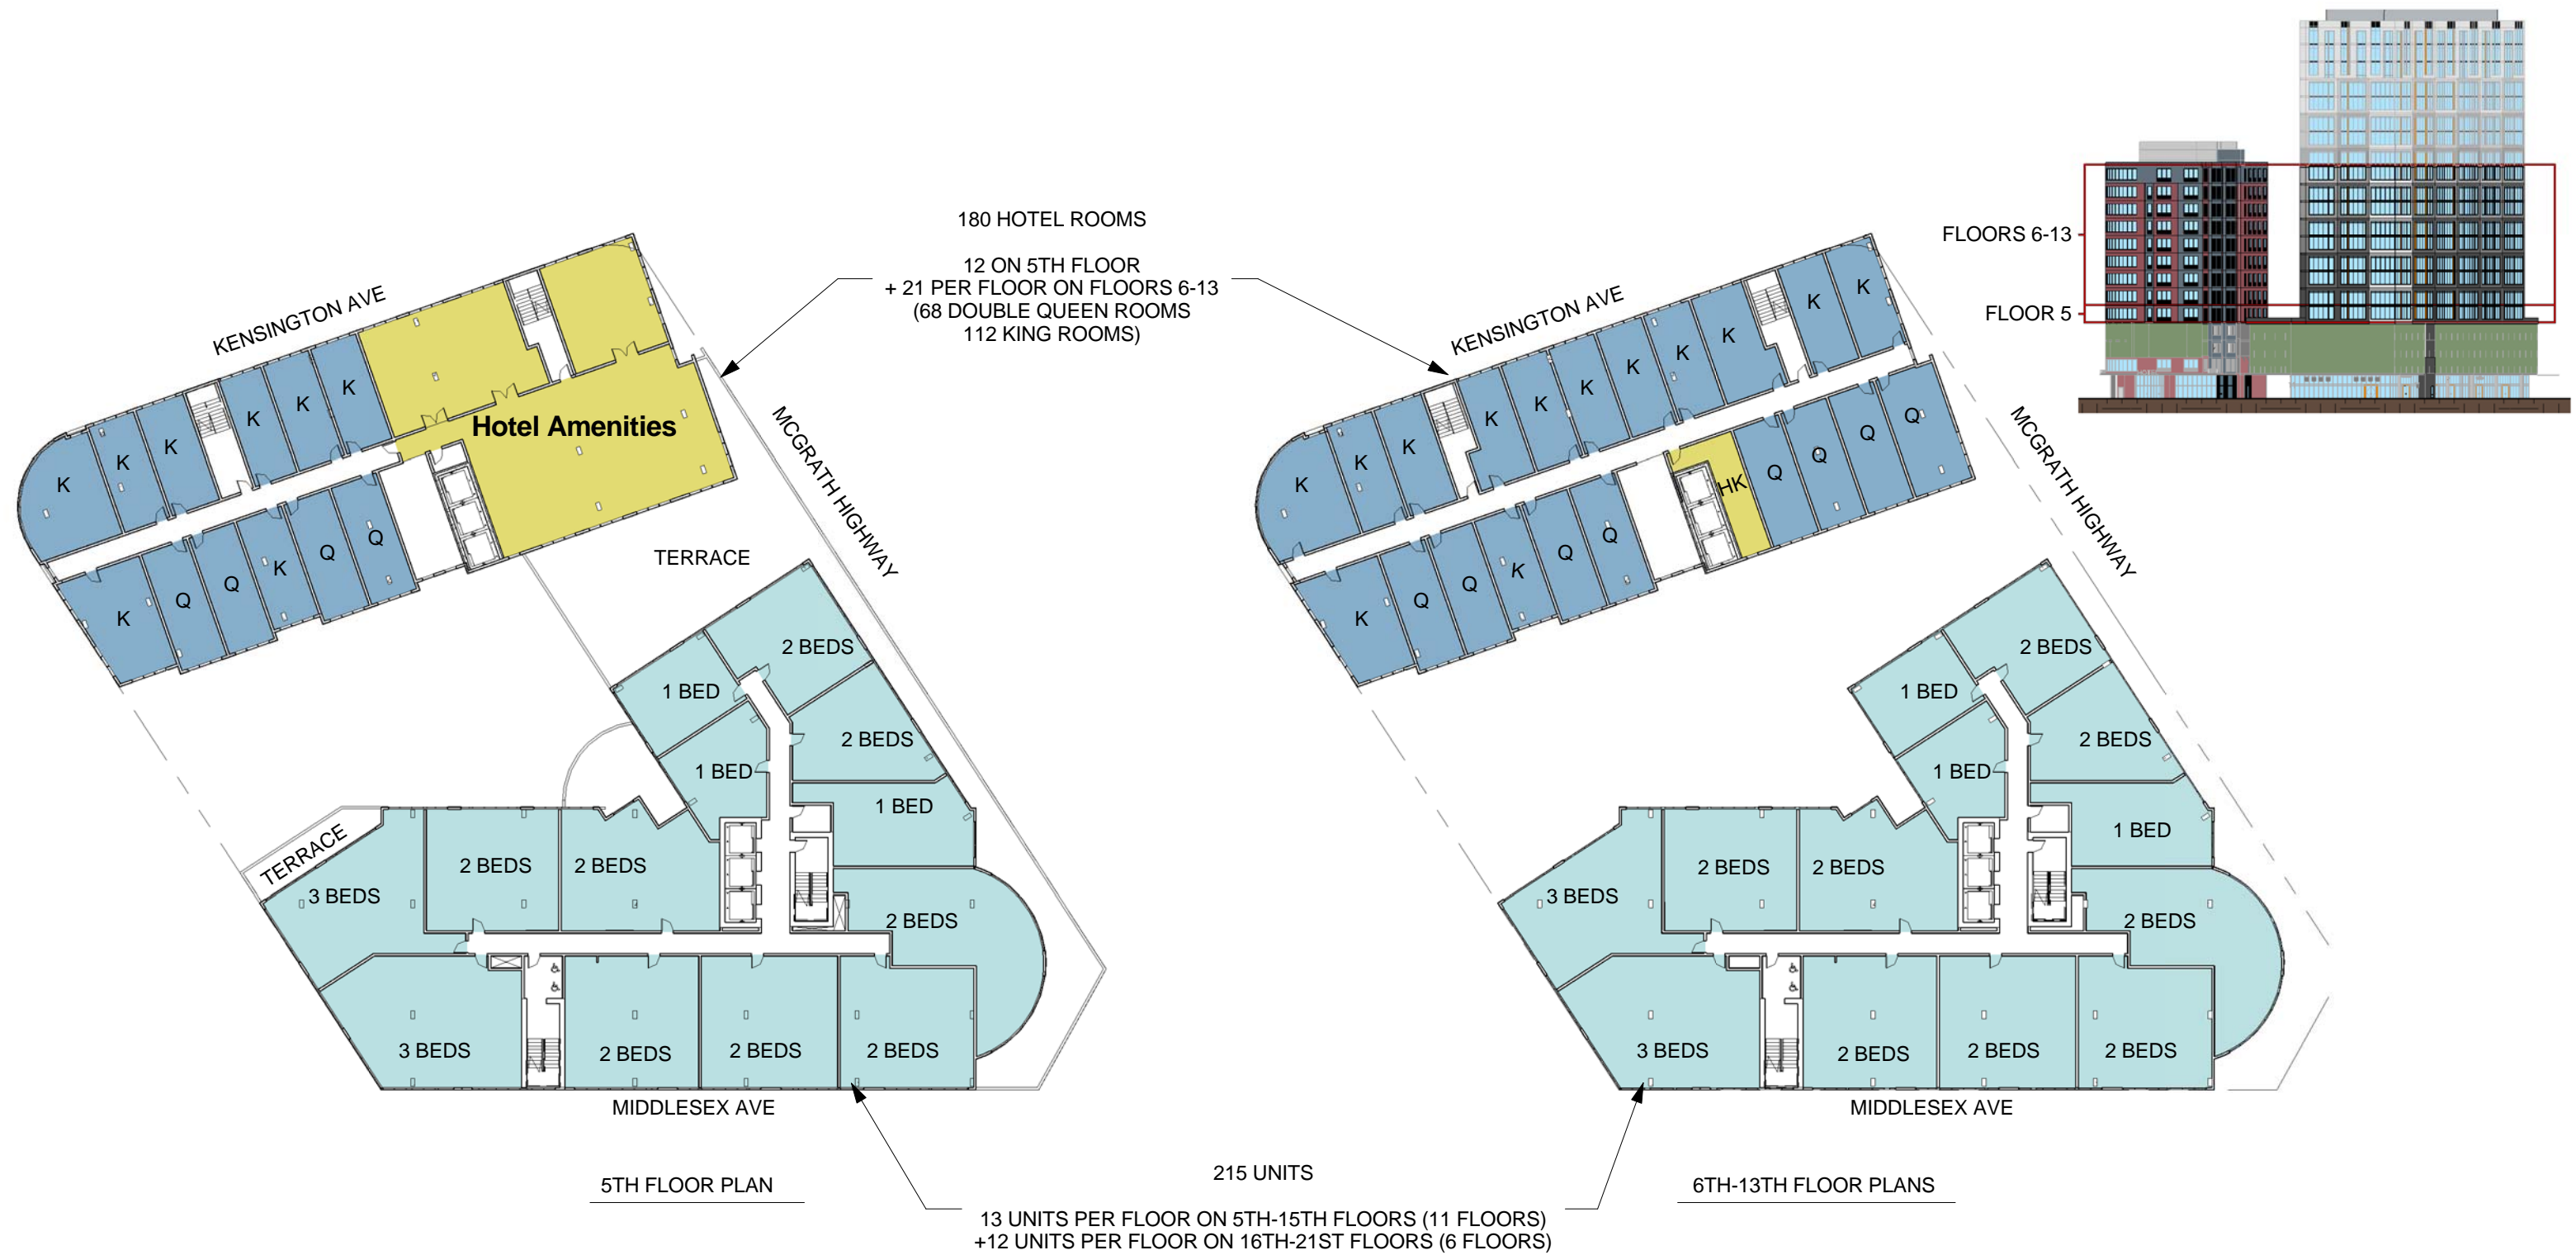 180 HOTEL ROOMS
12 ON 5TH FLOOR
+ 21 PER FLOOR ON FLOORS 6-13
(68 DOUBLE QUEEN ROOMS
112 KING ROOMS)
FLOORS 6-13
FLOOR 5
KENSINGTON AVE
K
K
K
K
K
K
K
Hotel Amenities
K
Q
Q
K
Q
Q
MCGRATH HIGHWAY
TERRACE
2 BEDS
1 BED
2 BEDS
1 BED
1 BED
TERRACE
3 BEDS
2 BEDS
2 BEDS
2 BEDS
3 BEDS
2 BEDS
2 BEDS
2 BEDS
MIDDLESEX AVE
5TH FLOOR PLAN
KENSINGTON AVE
K
K
K
K
K
K
K
K
K
K
K
HK
Q
Q
Q
Q
K
Q
Q
K
Q
Q
MCGRATH HIGHWAY
2 BEDS
1 BED
2 BEDS
1 BED
1 BED
3 BEDS
2 BEDS
2 BEDS
2 BEDS
3 BEDS
2 BEDS
2 BEDS
2 BEDS
MIDDLESEX AVE
6TH-13TH FLOOR PLANS
215 UNITS
13 UNITS PER FLOOR ON 5TH-15TH FLOORS (11 FLOORS)
+12 UNITS PER FLOOR ON 16TH-21ST FLOORS (6 FLOORS)